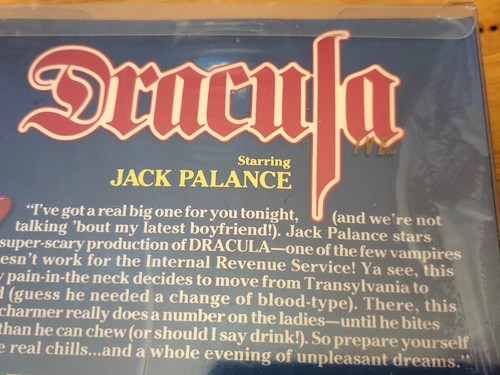 Dracula
Starring
JACK PALANCE
"I've got a real big one for you tonight, (and we're not
talking 'bout my latest boyfriend!). Jack Palance stars
super-scary production of DRACULA—one of the few vampires
esn't work for the Internal Revenue Service! Ya see, this
y pain-in-the neck decides to move from Transylvania to
d (guess he needed a change of blood-type). There, this
charmer really does a number on the ladies—until he bites
than he can chew (or should I say drink!). So prepare yourself
e real chills...and a whole evening of unpleasant dreams."